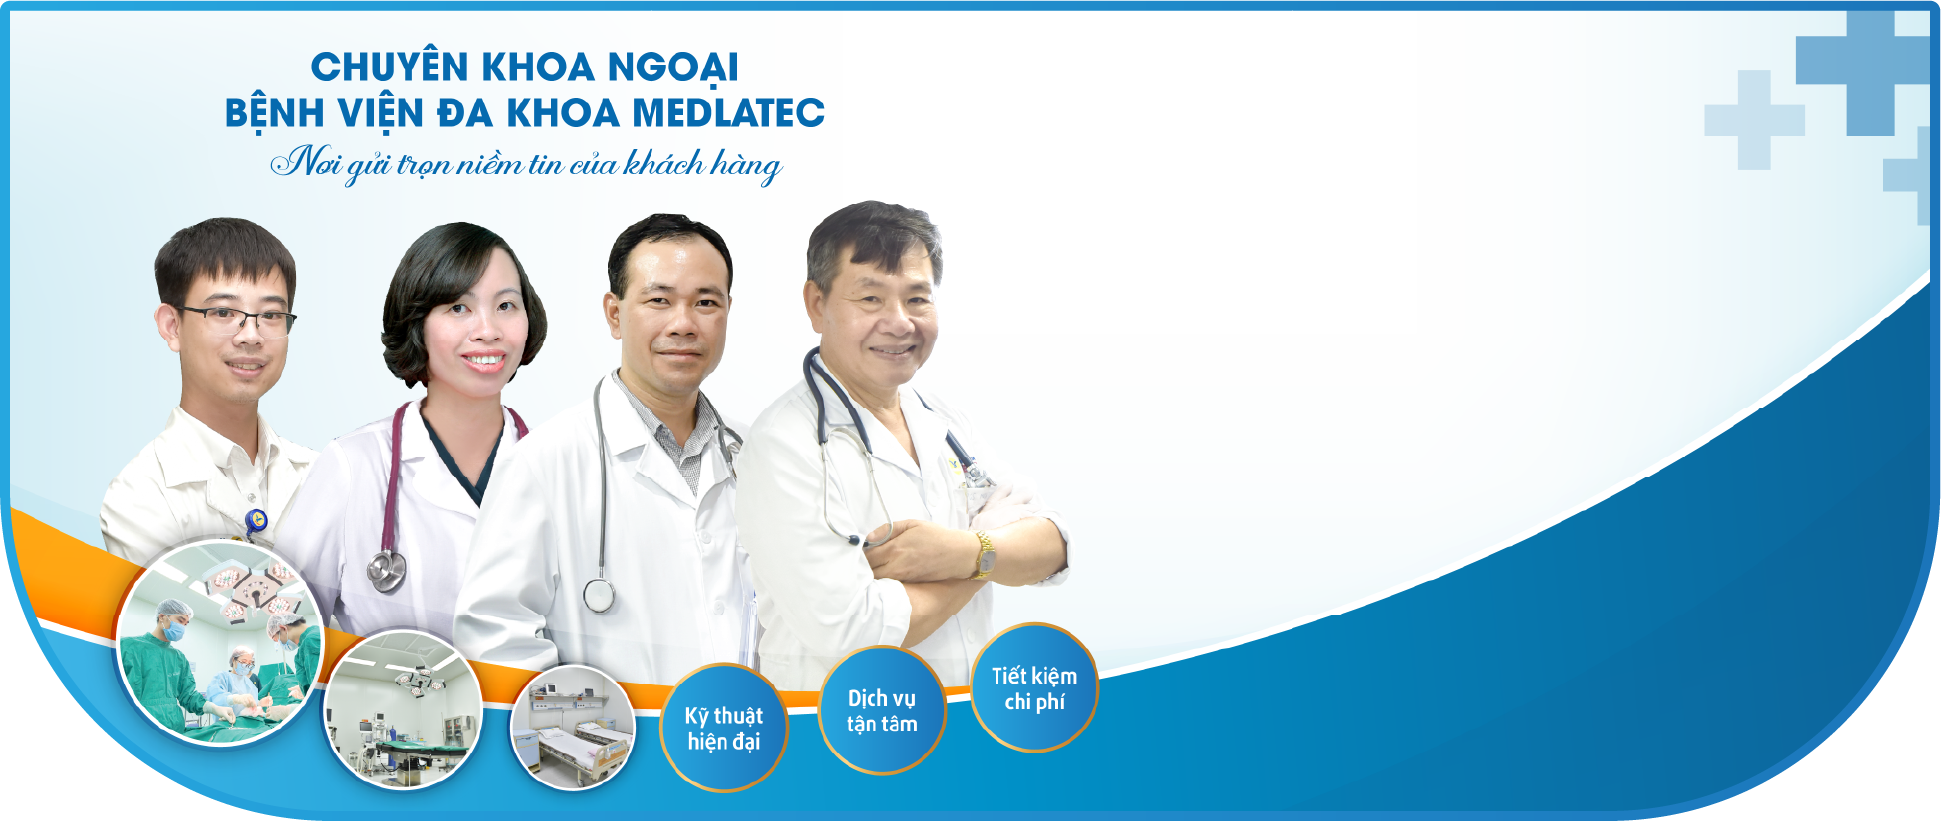 CHUYÊN KHOA NGOẠI
BỆNH VIỆN ĐA KHOA MEDLATEC
Nơi gửi trọn niềm tin của khách hàng
Kỹ thuật
hiện đại
Dịch vụ
tận tâm
Tiết kiệm
chi phí